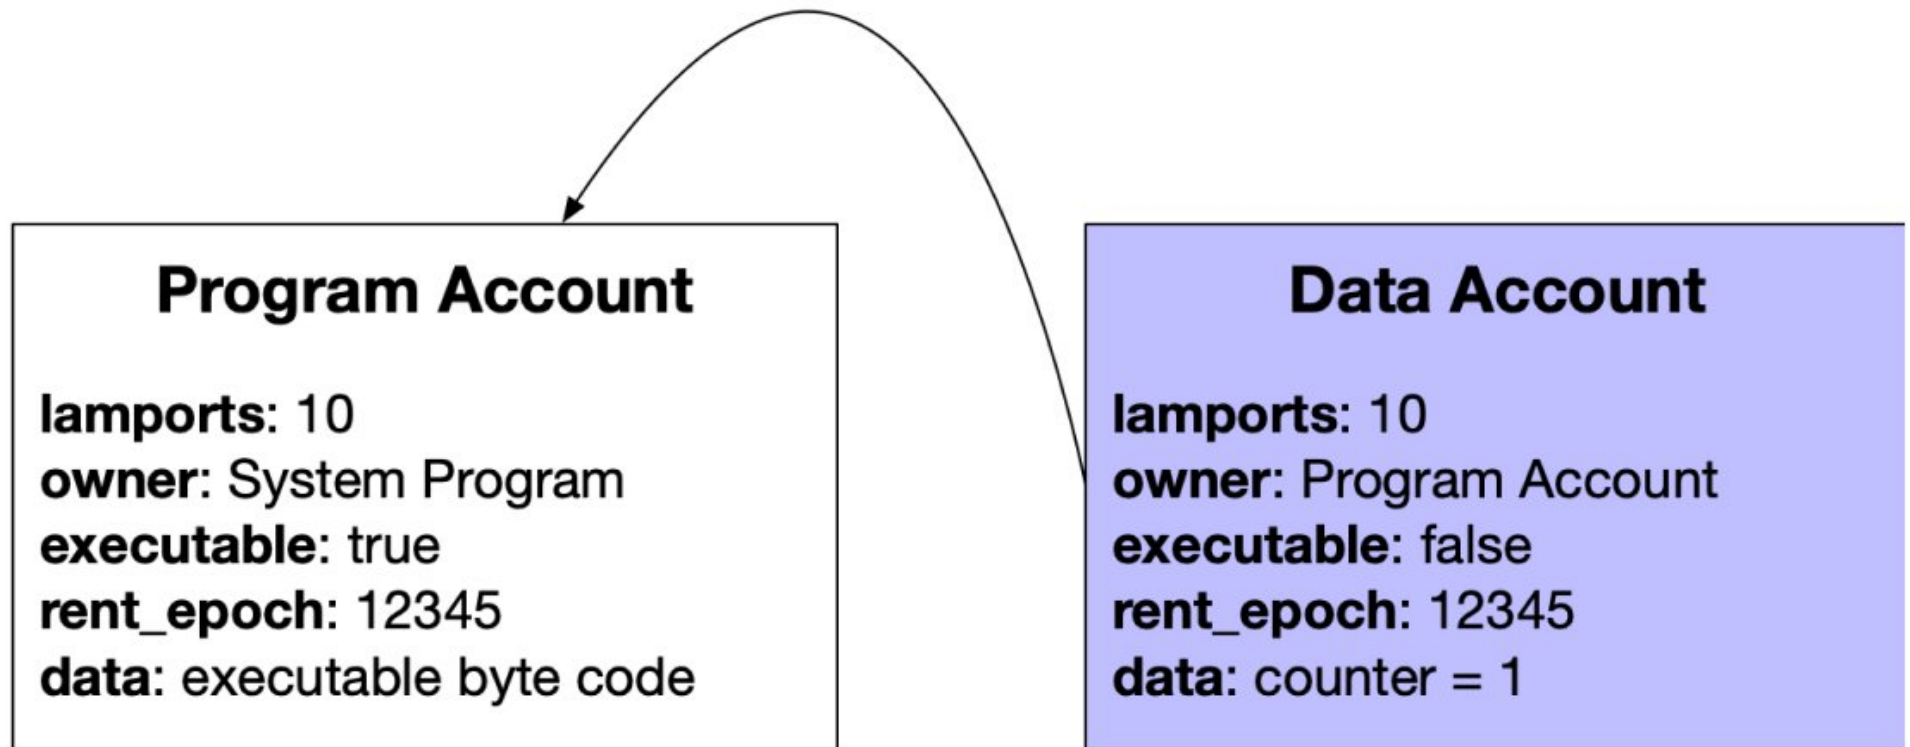 Program Account
lamports: 10
owner: System Program
executable: true
rent_epoch: 12345
data: executable byte code
Data Account
lamports: 10
owner: Program Account
executable: false
rent_epoch: 12345
data: counter = 1